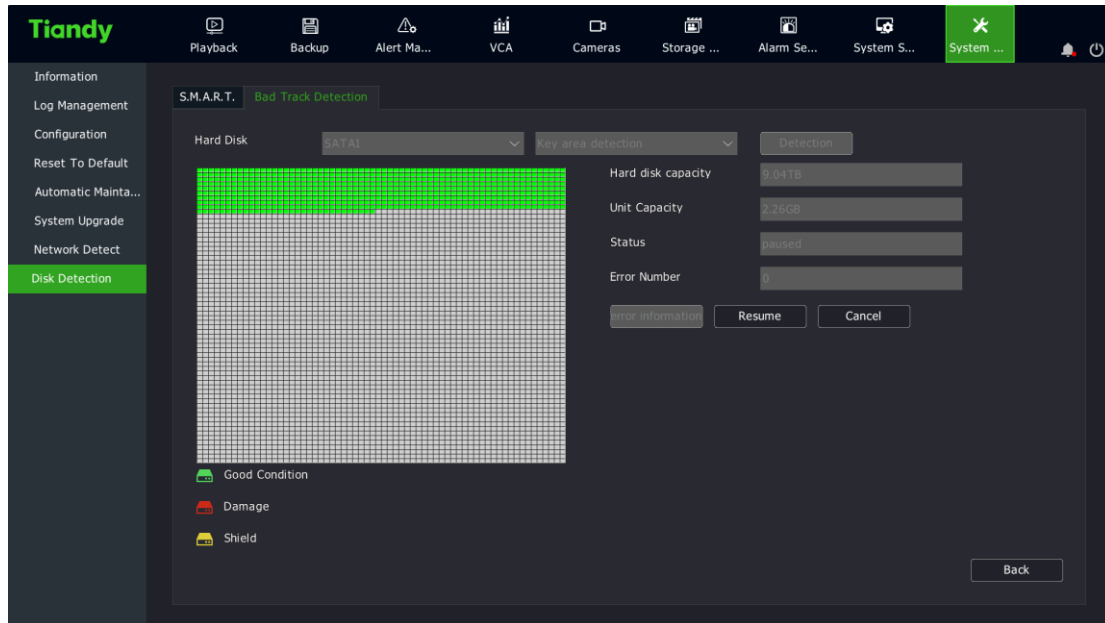 Tiandy
Playback Backup Alert Ma... VCA Cameras Storage ... Alarm Se... System S... System ...
Information
Log Management
Configuration
Reset To Default
Automatic Mainta...
System Upgrade
Network Detect
Disk Detection
S.M.A.R.T. Bad Track Detection
Hard Disk SATA1 Key area detection Detection
Hard disk capacity 9.04TB
Unit Capacity 2.26GB
Status paused
Error Number 0
error information Resume Cancel
Good Condition
Damage
Shield
Back